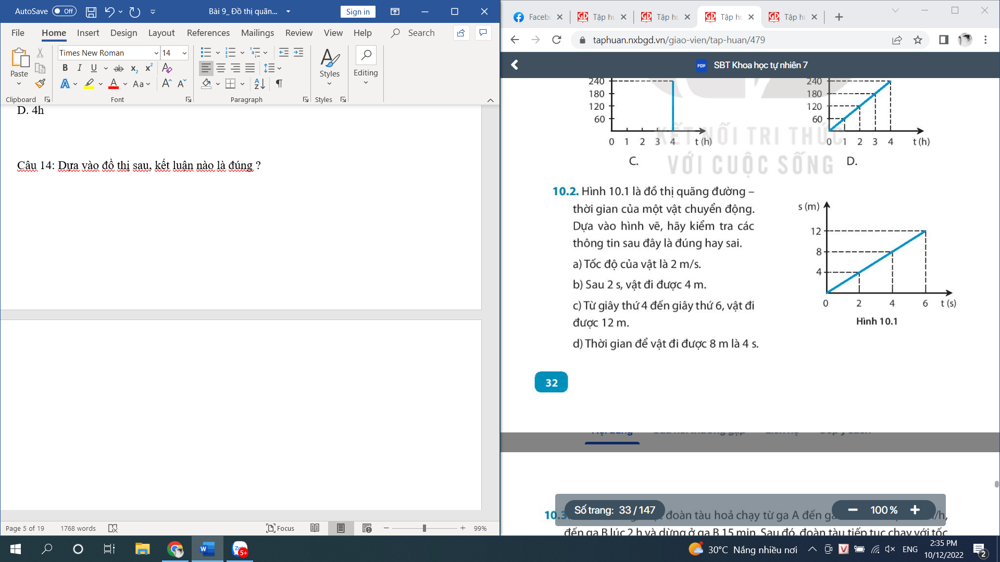 AutoSave Off Bài 9_ Đồ thị quãn... Sign in
File Home Insert Design Layout References Mailings Review View Help Search
Times New Roman 14
Paste
Styles
Editing
Clipboard Font Paragraph Styles
D. 4h
Câu 14: Dựa vào đồ thị sau, kết luận nào là đúng ?
Page 5 of 19 1768 words Focus 99%
Tập Tập Tập Tập
taphuan.nxbgd.vn/giao-vien/tap-huan/479
PDF SBT Khoa học tự nhiên 7
240
180
120
60
0 1 2 3 4 t (h)
C.
240
180
120
60
0 1 2 3 4 t (h)
D.
KẾT NỐI TRI THỨC
VỚI CUỘC SỐNG
10.2. Hình 10.1 là đồ thị quãng đường –
thời gian của một vật chuyển động.
Dựa vào hình vẽ, hãy kiểm tra các
thông tin sau đây là đúng hay sai.
a) Tốc độ của vật là 2 m/s.
b) Sau 2 s, vật đi được 4 m.
c) Từ giây thứ 4 đến giây thứ 6, vật đi
được 12 m.
d) Thời gian để vật đi được 8 m là 4 s.
s (m)
12
8
4
0 2 4 6 t (s)
Hình 10.1
32
Số trang: 33 / 147
100 %
10.3 đoàn tàu hoả chạy từ ga A đến ga /h,
đến ga B lúc 2 h và dừng ở ga B 15 min. Sau đó, đoàn tàu tiếp tục chạy với tốc
5+
30°C Nắng nhiều nơi
V
ENG
2:35 PM
10/12/2022
2